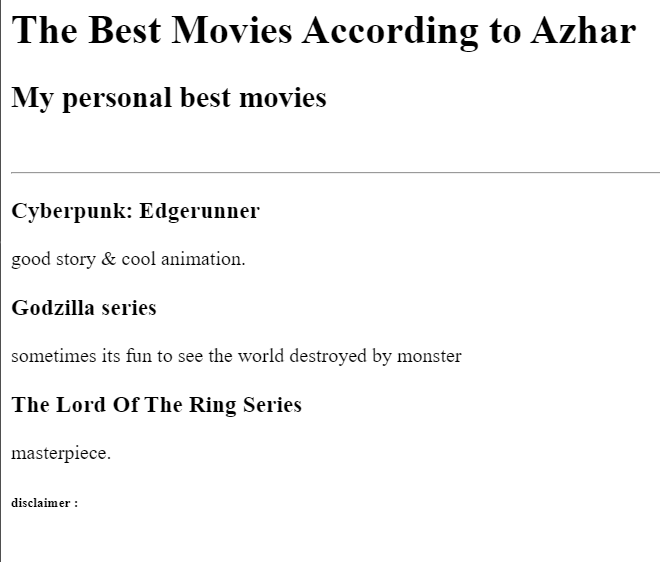 The Best Movies According to Azhar
My personal best movies
Cyberpunk: Edgerunner
good story & cool animation.
Godzilla series
sometimes its fun to see the world destroyed by monster
The Lord Of The Ring Series
masterpiece.
disclaimer :